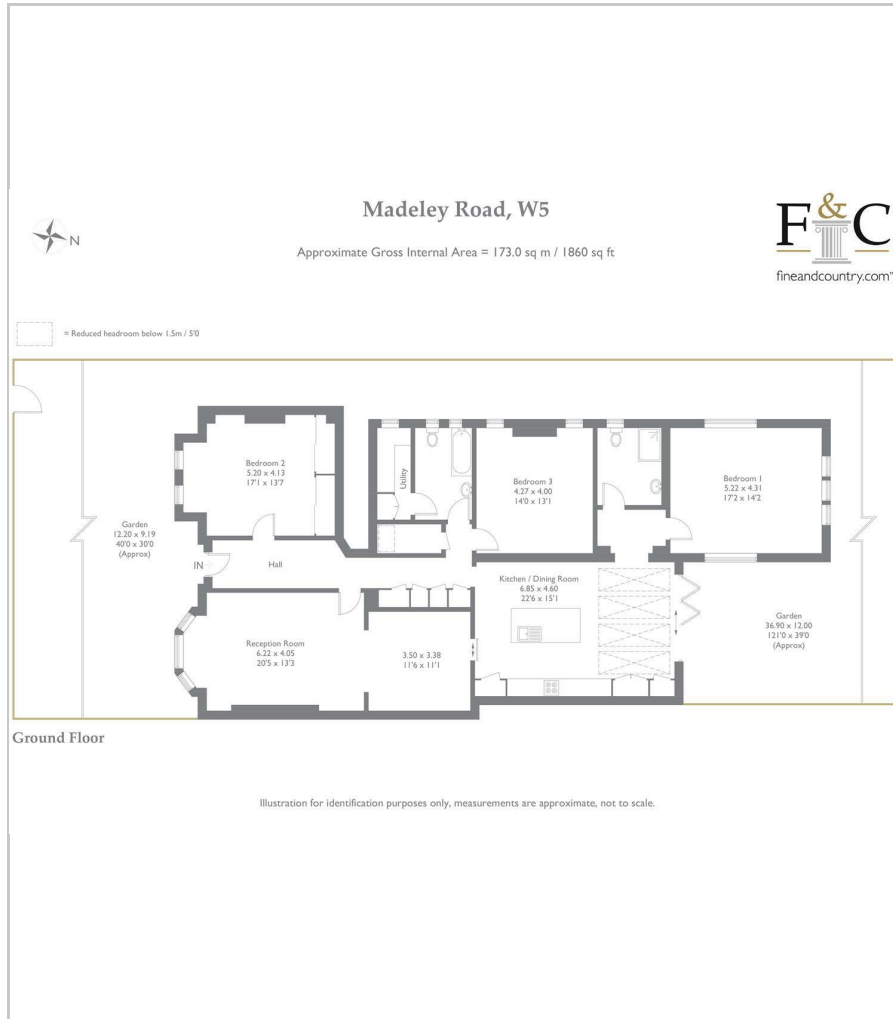 Madeley Road, W5
Approximate Gross Internal Area = 173.0 sq m / 1860 sq ft
N
F & C
fineandcountry.com™
= Reduced headroom below 1.5m / 5'0
Bedroom 2
5.20 x 4.13
17'1 x 13'7
Utility
Bedroom 3
4.27 x 4.00
14'0 x 13'1
Bedroom 1
5.22 x 4.31
17'2 x 14'2
Garden
12.20 x 9.19
40'0 x 30'0
(Approx)
IN
Hall
Kitchen / Dining Room
6.85 x 4.60
22'6 x 15'1
Reception Room
6.22 x 4.05
20'5 x 13'3
3.50 x 3.38
11'6 x 11'1
Garden
36.90 x 12.00
121'0 x 39'0
(Approx)
Ground Floor
Illustration for identification purposes only, measurements are approximate, not to scale.